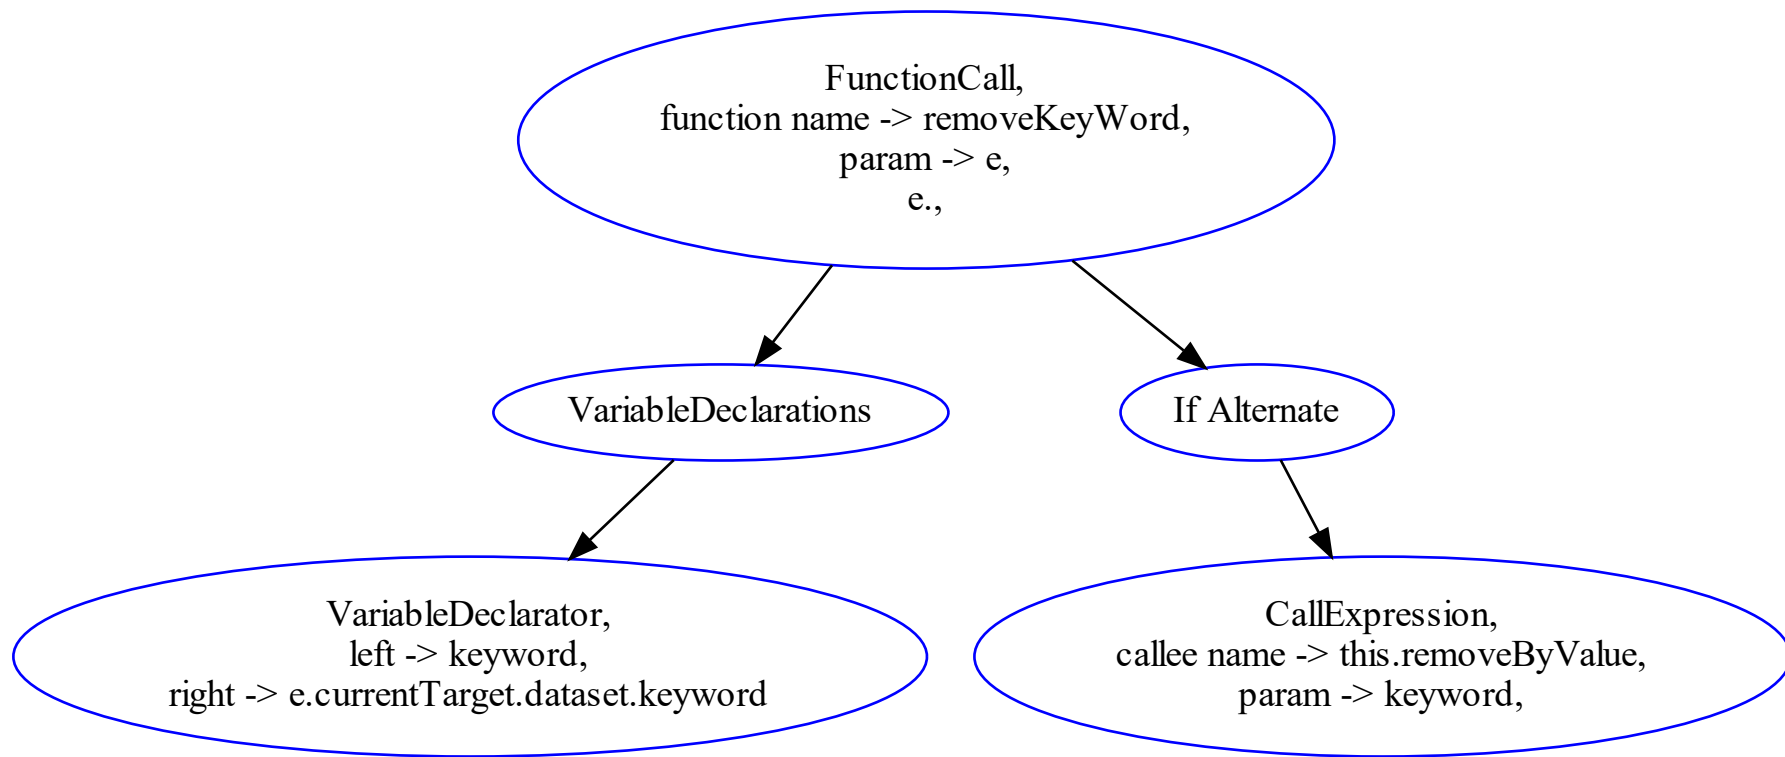 FunctionCall,
function name -> removeKeyWord,
param -> e,
e.,
VariableDeclarations
If Alternate
VariableDeclarator,
left -> keyword,
right -> e.currentTarget.dataset.keyword
CallExpression,
callee name -> this.removeByValue,
param -> keyword,